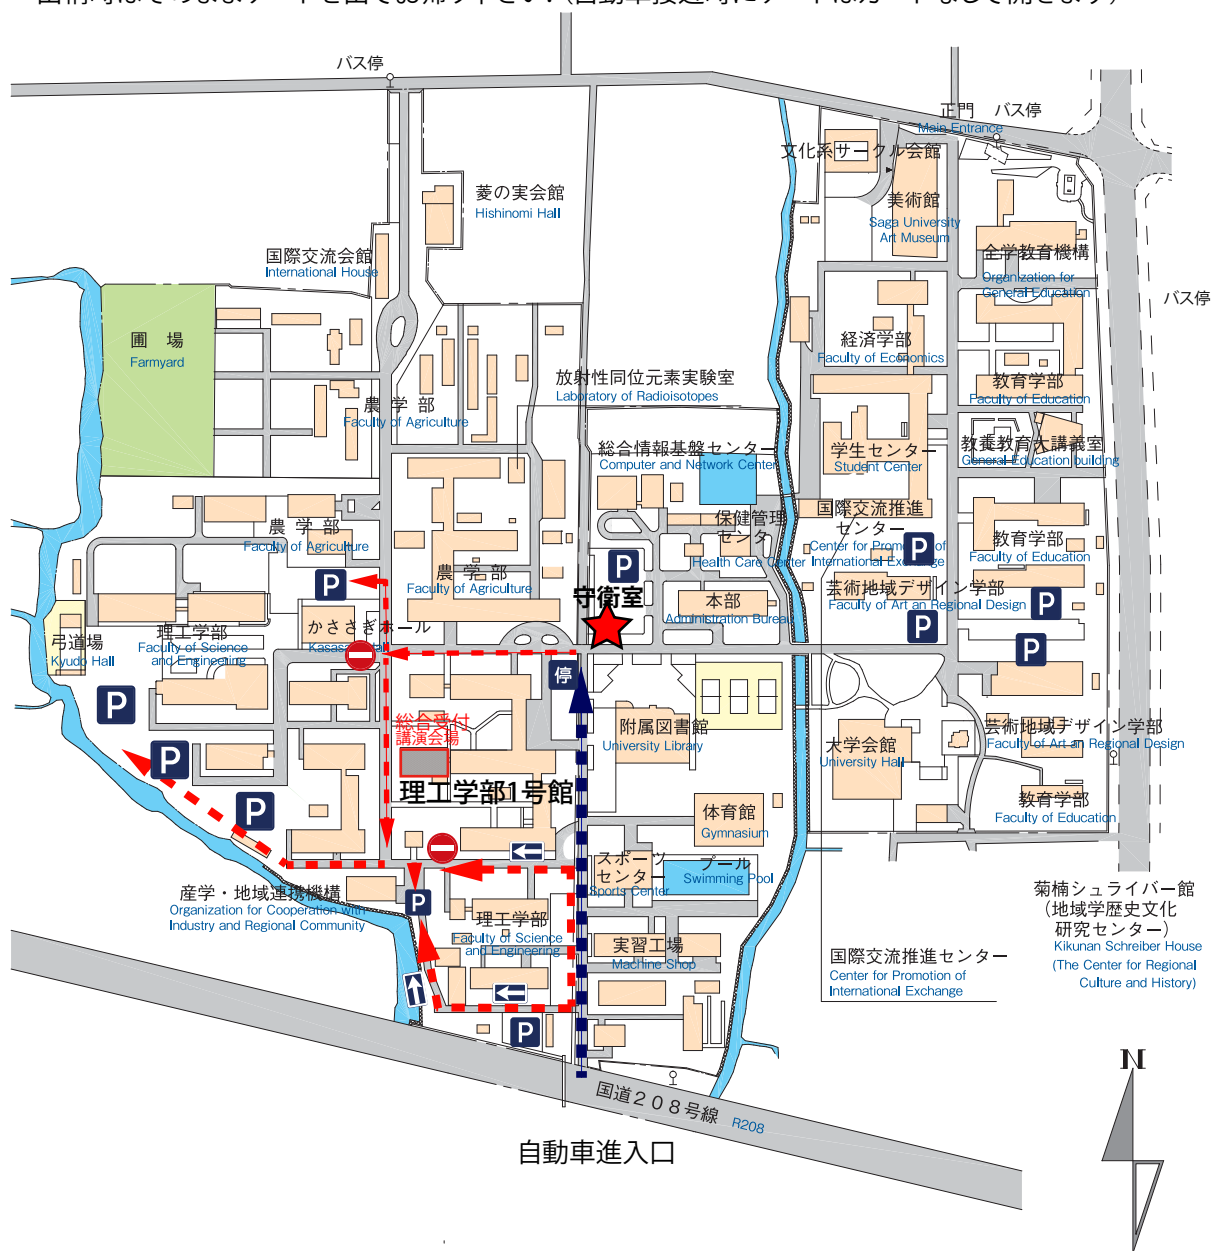 バス停
正門 バス停
Main Entrance
文化系サークル会館
菱の実会館
Hishinomi Hall
美術館
Saga University
Art Museum
国際交流会館
International House
全学教育機構
Organization for
General Education
バス停
圃 場
Farmyard
経済学部
Faculty of Economics
放射性同位元素実験室
Laboratory of Radioisotopes
教育学部
Faculty of Education
農 学 部
Faculty of Agriculture
総合情報基盤センター
Computer and Network Center
学生センター
Student Center
教養教育大講義室
General Education building
農 学 部
Faculty of Agriculture
保健管理
センタ
Health Care Center
国際交流推進
センター
Center for Promotion of
International Exchange
P
教育学部
Faculty of Education
農 学 部
Faculty of Agriculture
P
P
守衛室
本部
Administration Bureau
芸術地域デザイン学部
Faculty of Art an Regional Design
P
P
P
弓道場
Kyudo Hall
理工学部
Faculty of Science
and Engineering
かささぎホール
停
P
総合受付
講演会場
附属図書館
University Library
大学会館
University Hall
芸術地域デザイン学部
Faculty of Art an Regional Design
P
理工学部1号館
P
体育館
Gymnasium
教育学部
Faculty of Education
スポーツ
センター
Sports Center
プール
Swimming Pool
産学・地域連携機構
Organization for Cooperation with
Industry and Regional Community
P
理工学部
Faculty of Science
and Engineering
実習工場
Machine Shop
菊楠シュライバー館
(地域学歴史文化
研究センター)
Kikunan Schreiber House
(The Center for Regional
Culture and History)
国際交流推進センター
Center for Promotion of
International Exchange
P
国道208号線 R208
自動車進入口
N